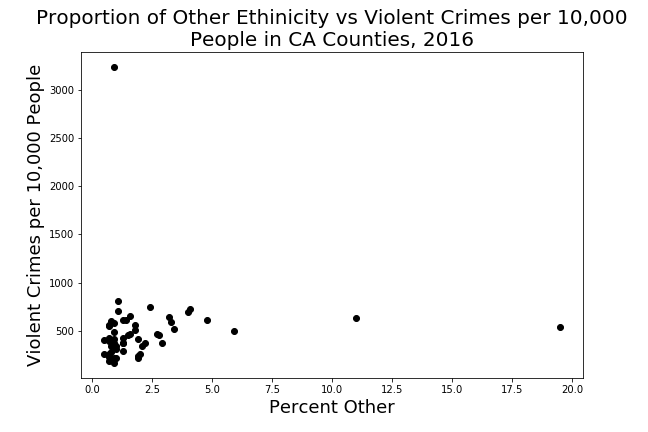 Proportion of Other Ethinicity vs Violent Crimes per 10,000
People in CA Counties, 2016
Violent Crimes per 10,000 People
3000
2500
2000
1500
1000
500
0.0 2.5 5.0 7.5 10.0 12.5 15.0 17.5 20.0
Percent Other